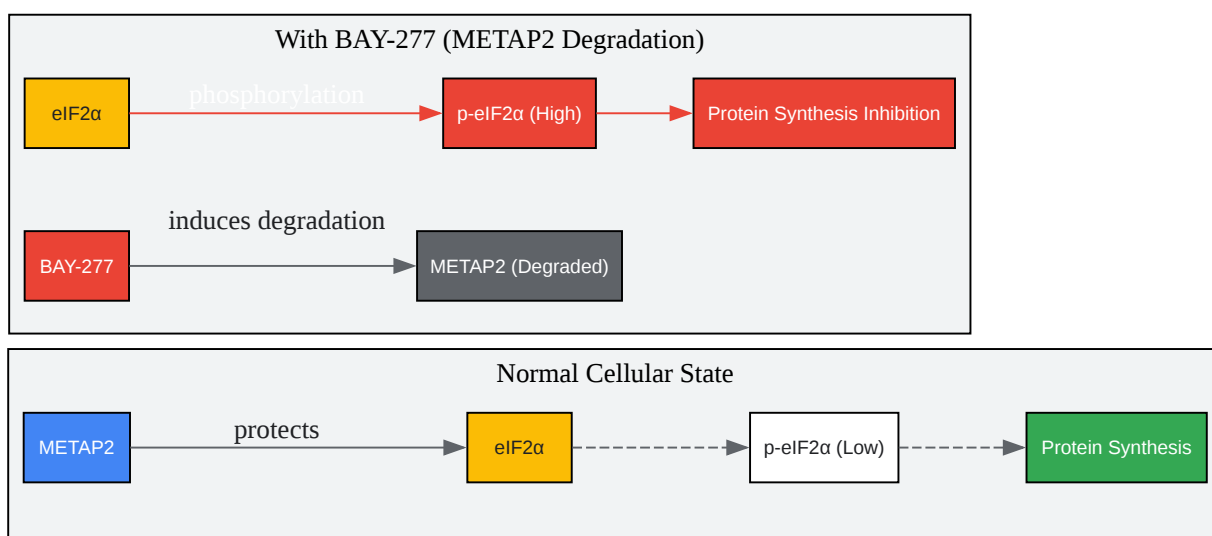 With BAY-277 (METAP2 Degradation)
eIF2α
phosphorylation
p-eIF2α (High)
Protein Synthesis Inhibition
BAY-277
induces degradation
METAP2 (Degraded)
Normal Cellular State
METAP2
protects
eIF2α
p-eIF2α (Low)
Protein Synthesis